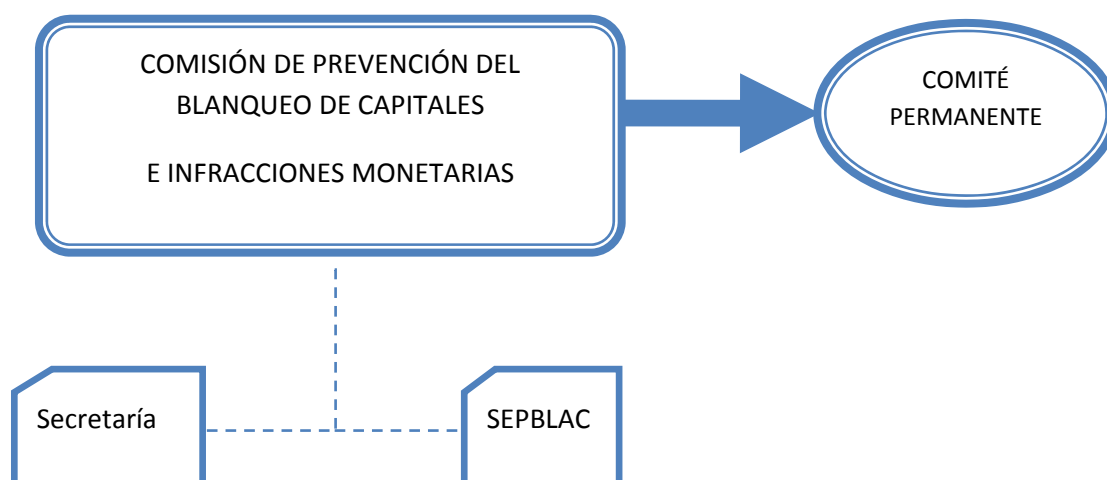 COMISIÓN DE PREVENCIÓN DEL
BLANQUEO DE CAPITALES
E INFRACCIONES MONETARIAS
COMITÉ
PERMANENTE
Secretaría
SEPBLAC